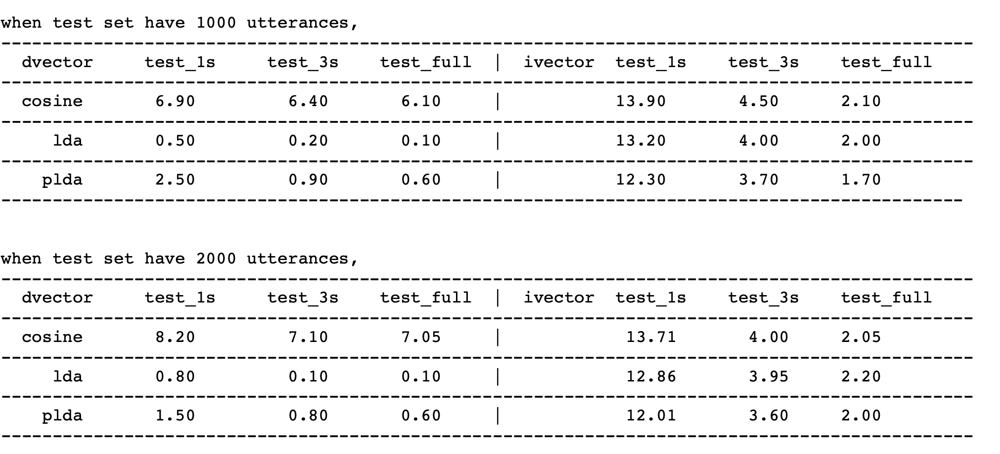 when test set have 1000 utterances,
-----------------------------------------------------------------------------------------------
  dvector     test_1s     test_3s    test_full  |  ivector  test_1s    test_3s    test_full
-----------------------------------------------------------------------------------------------
  cosine       6.90         6.40       6.10     |           13.90       4.50      2.10
-----------------------------------------------------------------------------------------------
     lda       0.50         0.20       0.10     |           13.20       4.00      2.00
-----------------------------------------------------------------------------------------------
    plda       2.50         0.90       0.60     |           12.30       3.70      1.70
----------------------------------------------------------------------------------------------
when test set have 2000 utterances,
-----------------------------------------------------------------------------------------------
  dvector     test_1s     test_3s    test_full  |  ivector  test_1s    test_3s    test_full
-----------------------------------------------------------------------------------------------
  cosine       8.20         7.10       7.05     |            13.71       4.00     2.05
-----------------------------------------------------------------------------------------------
     lda       0.80         0.10       0.10     |            12.86       3.95     2.20
-----------------------------------------------------------------------------------------------
    plda       1.50         0.80       0.60     |            12.01       3.60     2.00
-----------------------------------------------------------------------------------------------